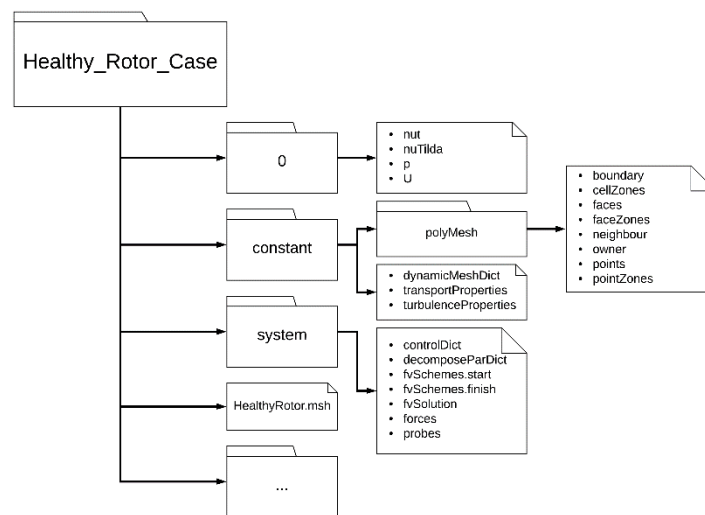 Healthy_Rotor_Case
0
• nut
• nuTilda
• p
• U
constant
polyMesh
• boundary
• cellZones
• faces
• faceZones
• neighbour
• owner
• points
• pointZones
• dynamicMeshDict
• transportProperties
• turbulenceProperties
system
• controlDict
• decomposeParDict
• fvSchemes.start
• fvSchemes.finish
• fvSolution
• forces
• probes
HealthyRotor.msh
...